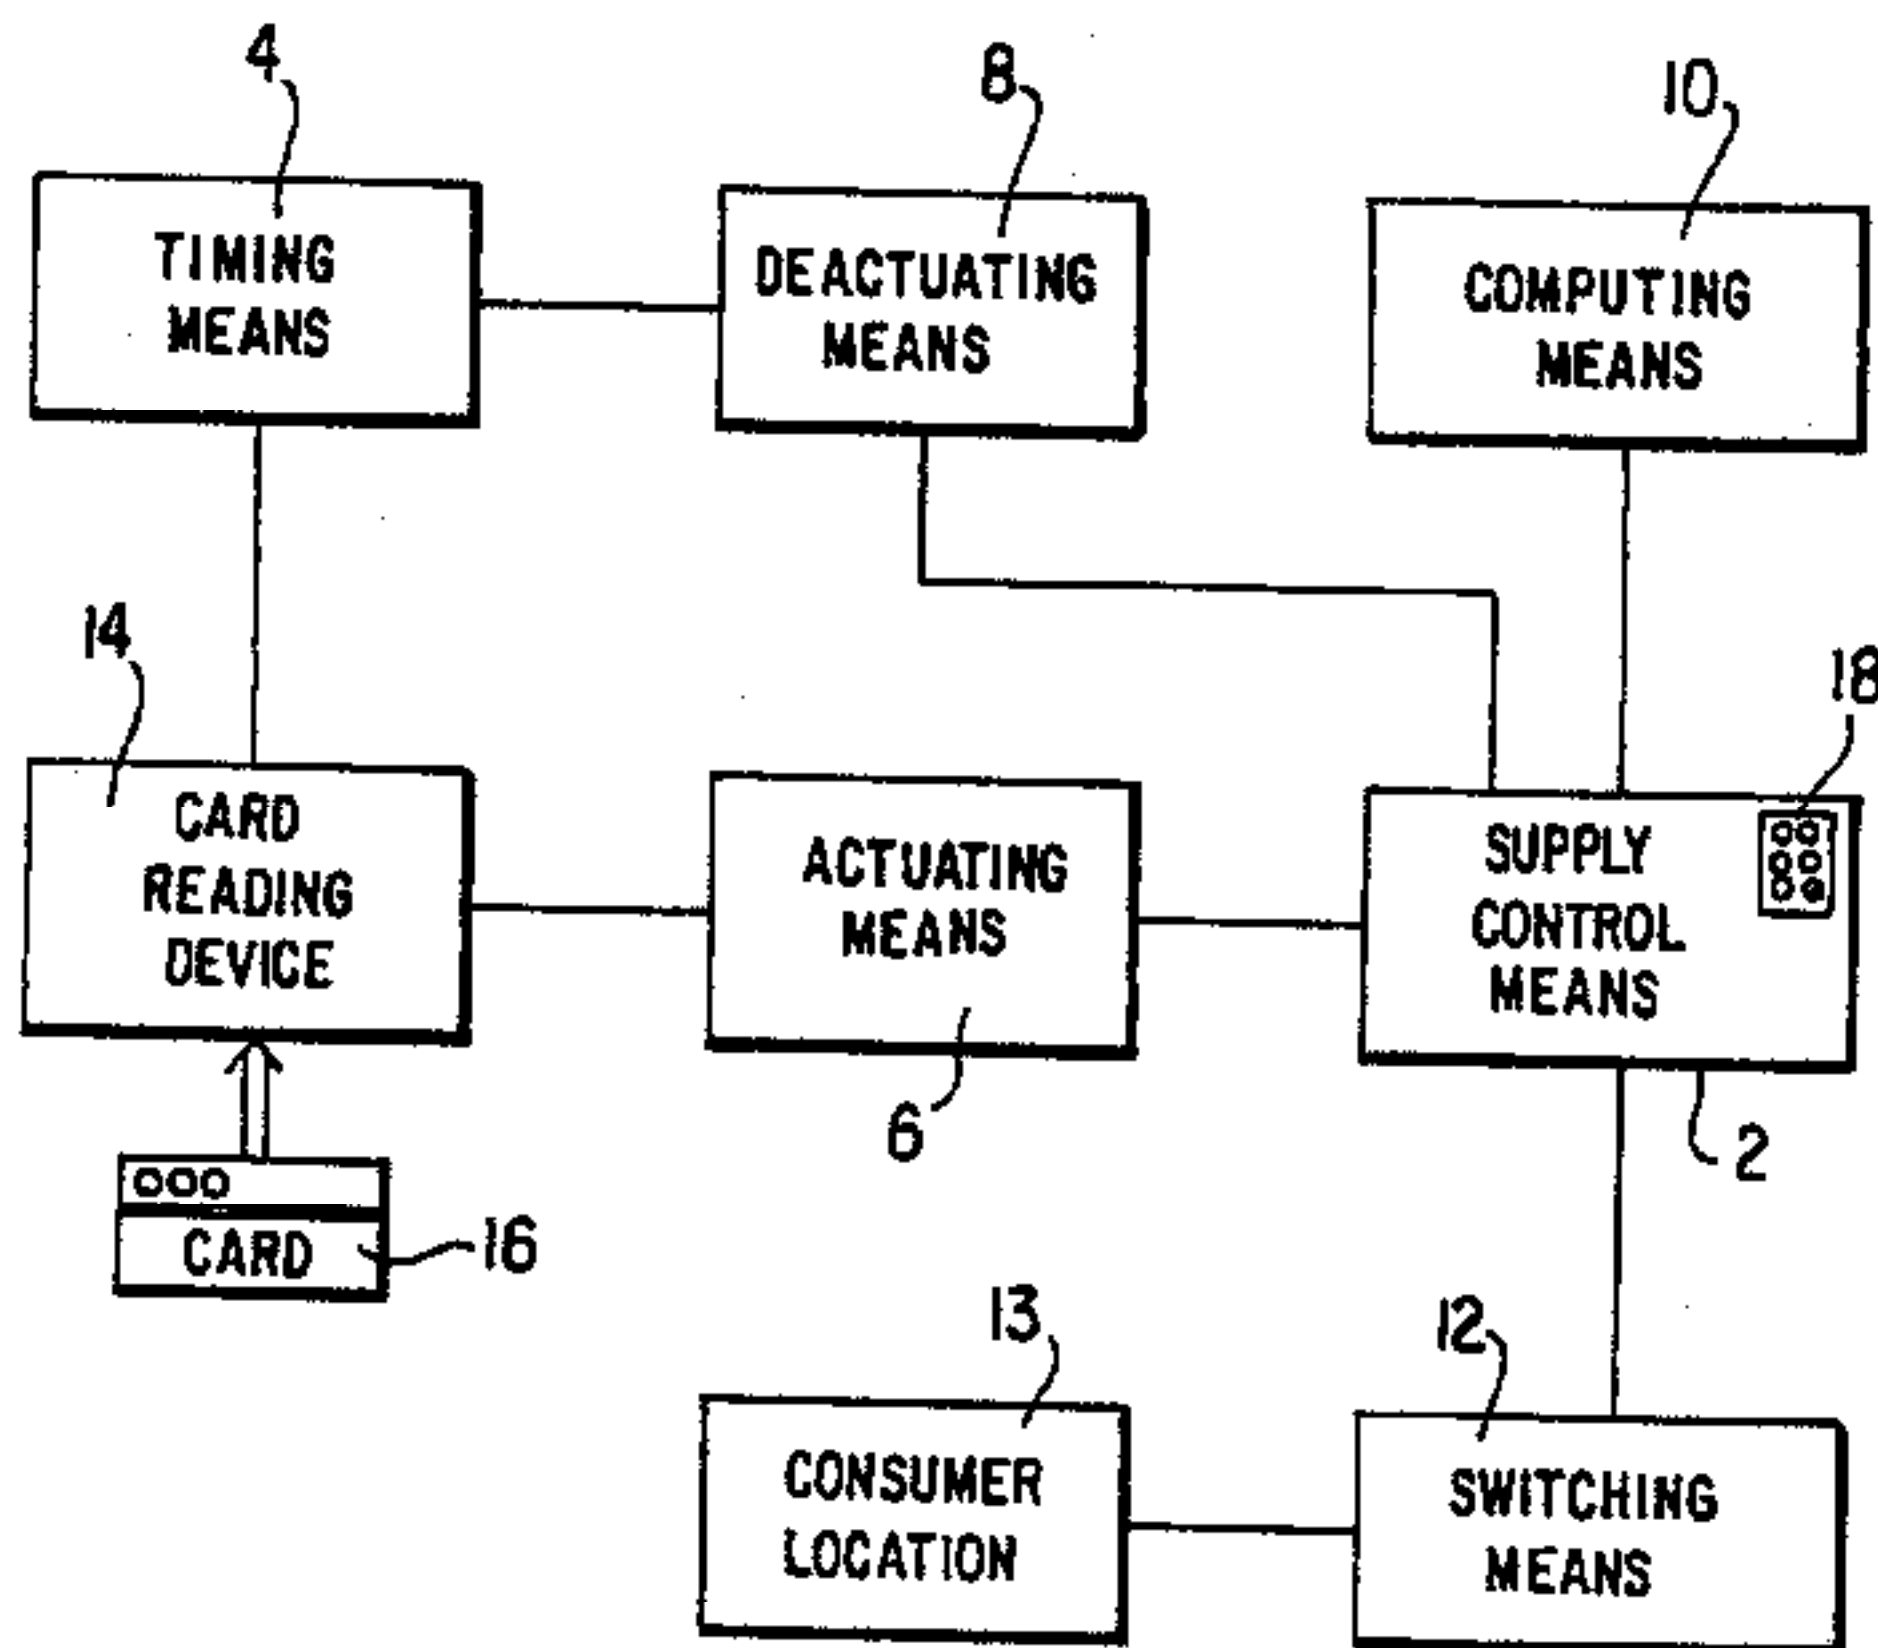 4
8
10
TIMING
MEANS
DEACTUATING
MEANS
COMPUTING
MEANS
14
18
CARD
READING
DEVICE
ACTUATING
MEANS
SUPPLY
CONTROL
MEANS
6
2
CARD
16
13
12
CONSUMER
LOCATION
SWITCHING
MEANS